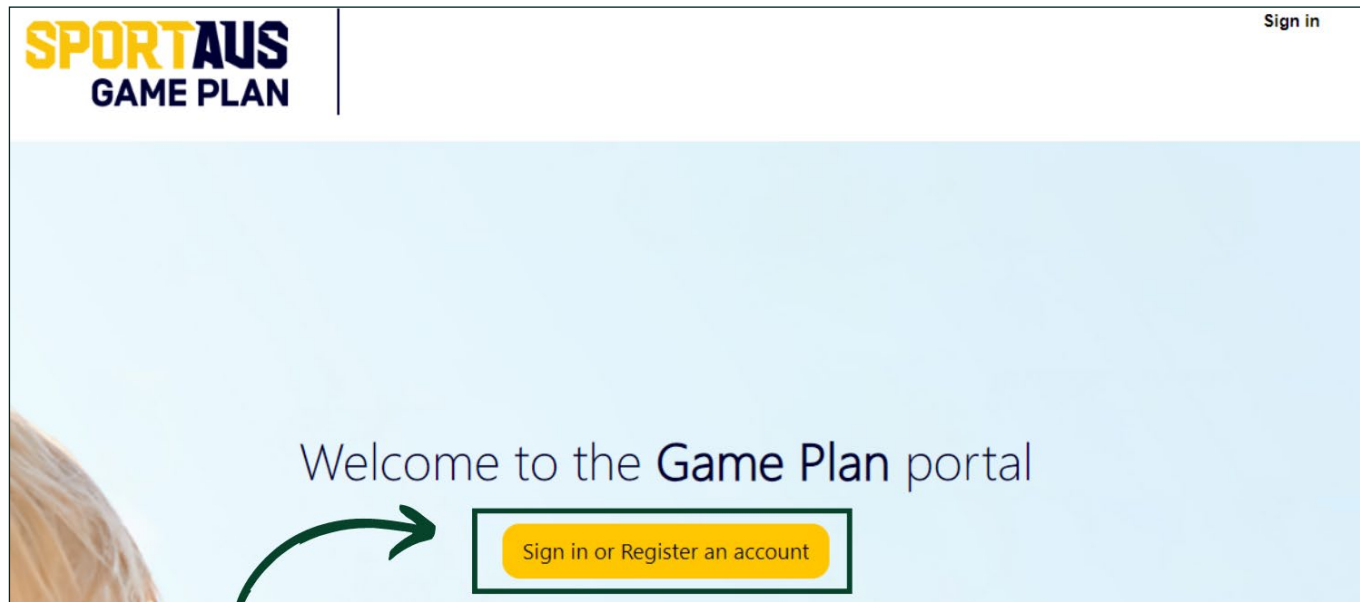 SPORTAUS
GAME PLAN
Sign in
Welcome to the Game Plan portal
Sign in or Register an account